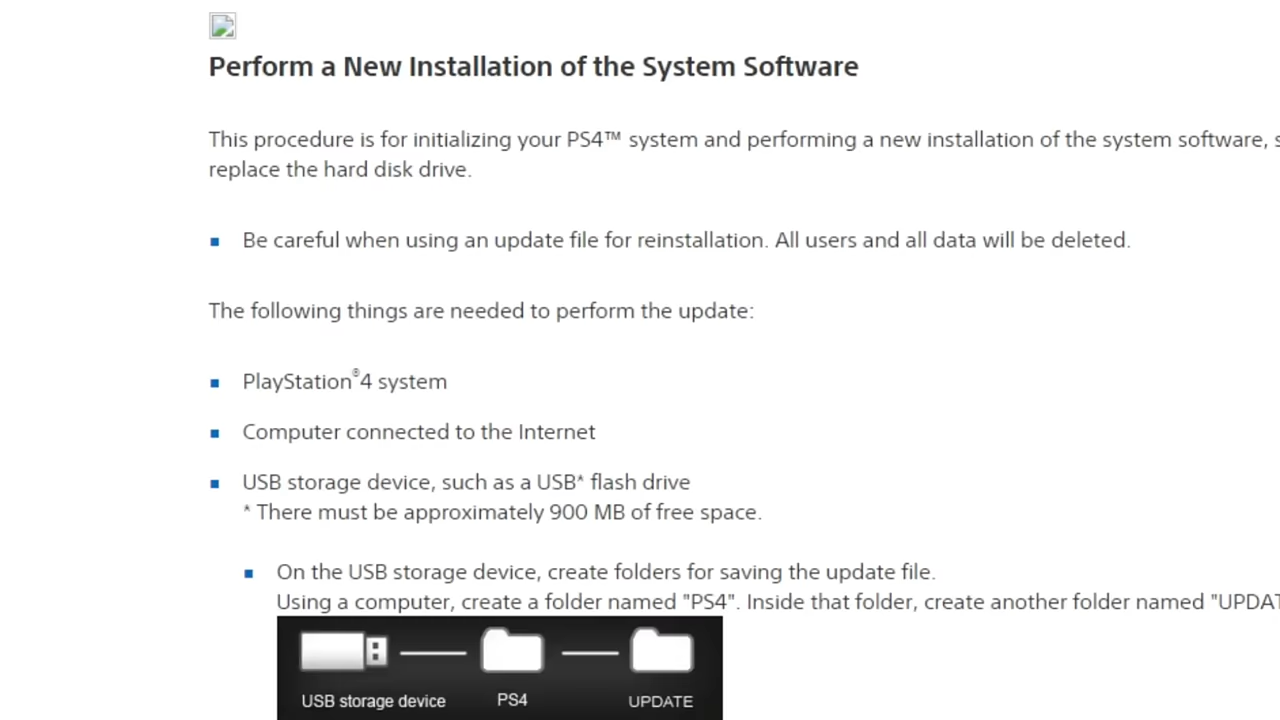 Perform a New Installation of the System Software
This procedure is for initializing your PS4™ system and performing a new installation of the system software,
replace the hard disk drive.
Be careful when using an update file for reinstallation. All users and all data will be deleted.
The following things are needed to perform the update:
PlayStation®4 system
Computer connected to the Internet
USB storage device, such as a USB* flash drive
* There must be approximately 900 MB of free space.
On the USB storage device, create folders for saving the update file.
Using a computer, create a folder named "PS4". Inside that folder, create another folder named "UPDAT
USB storage device PS4 UPDATE